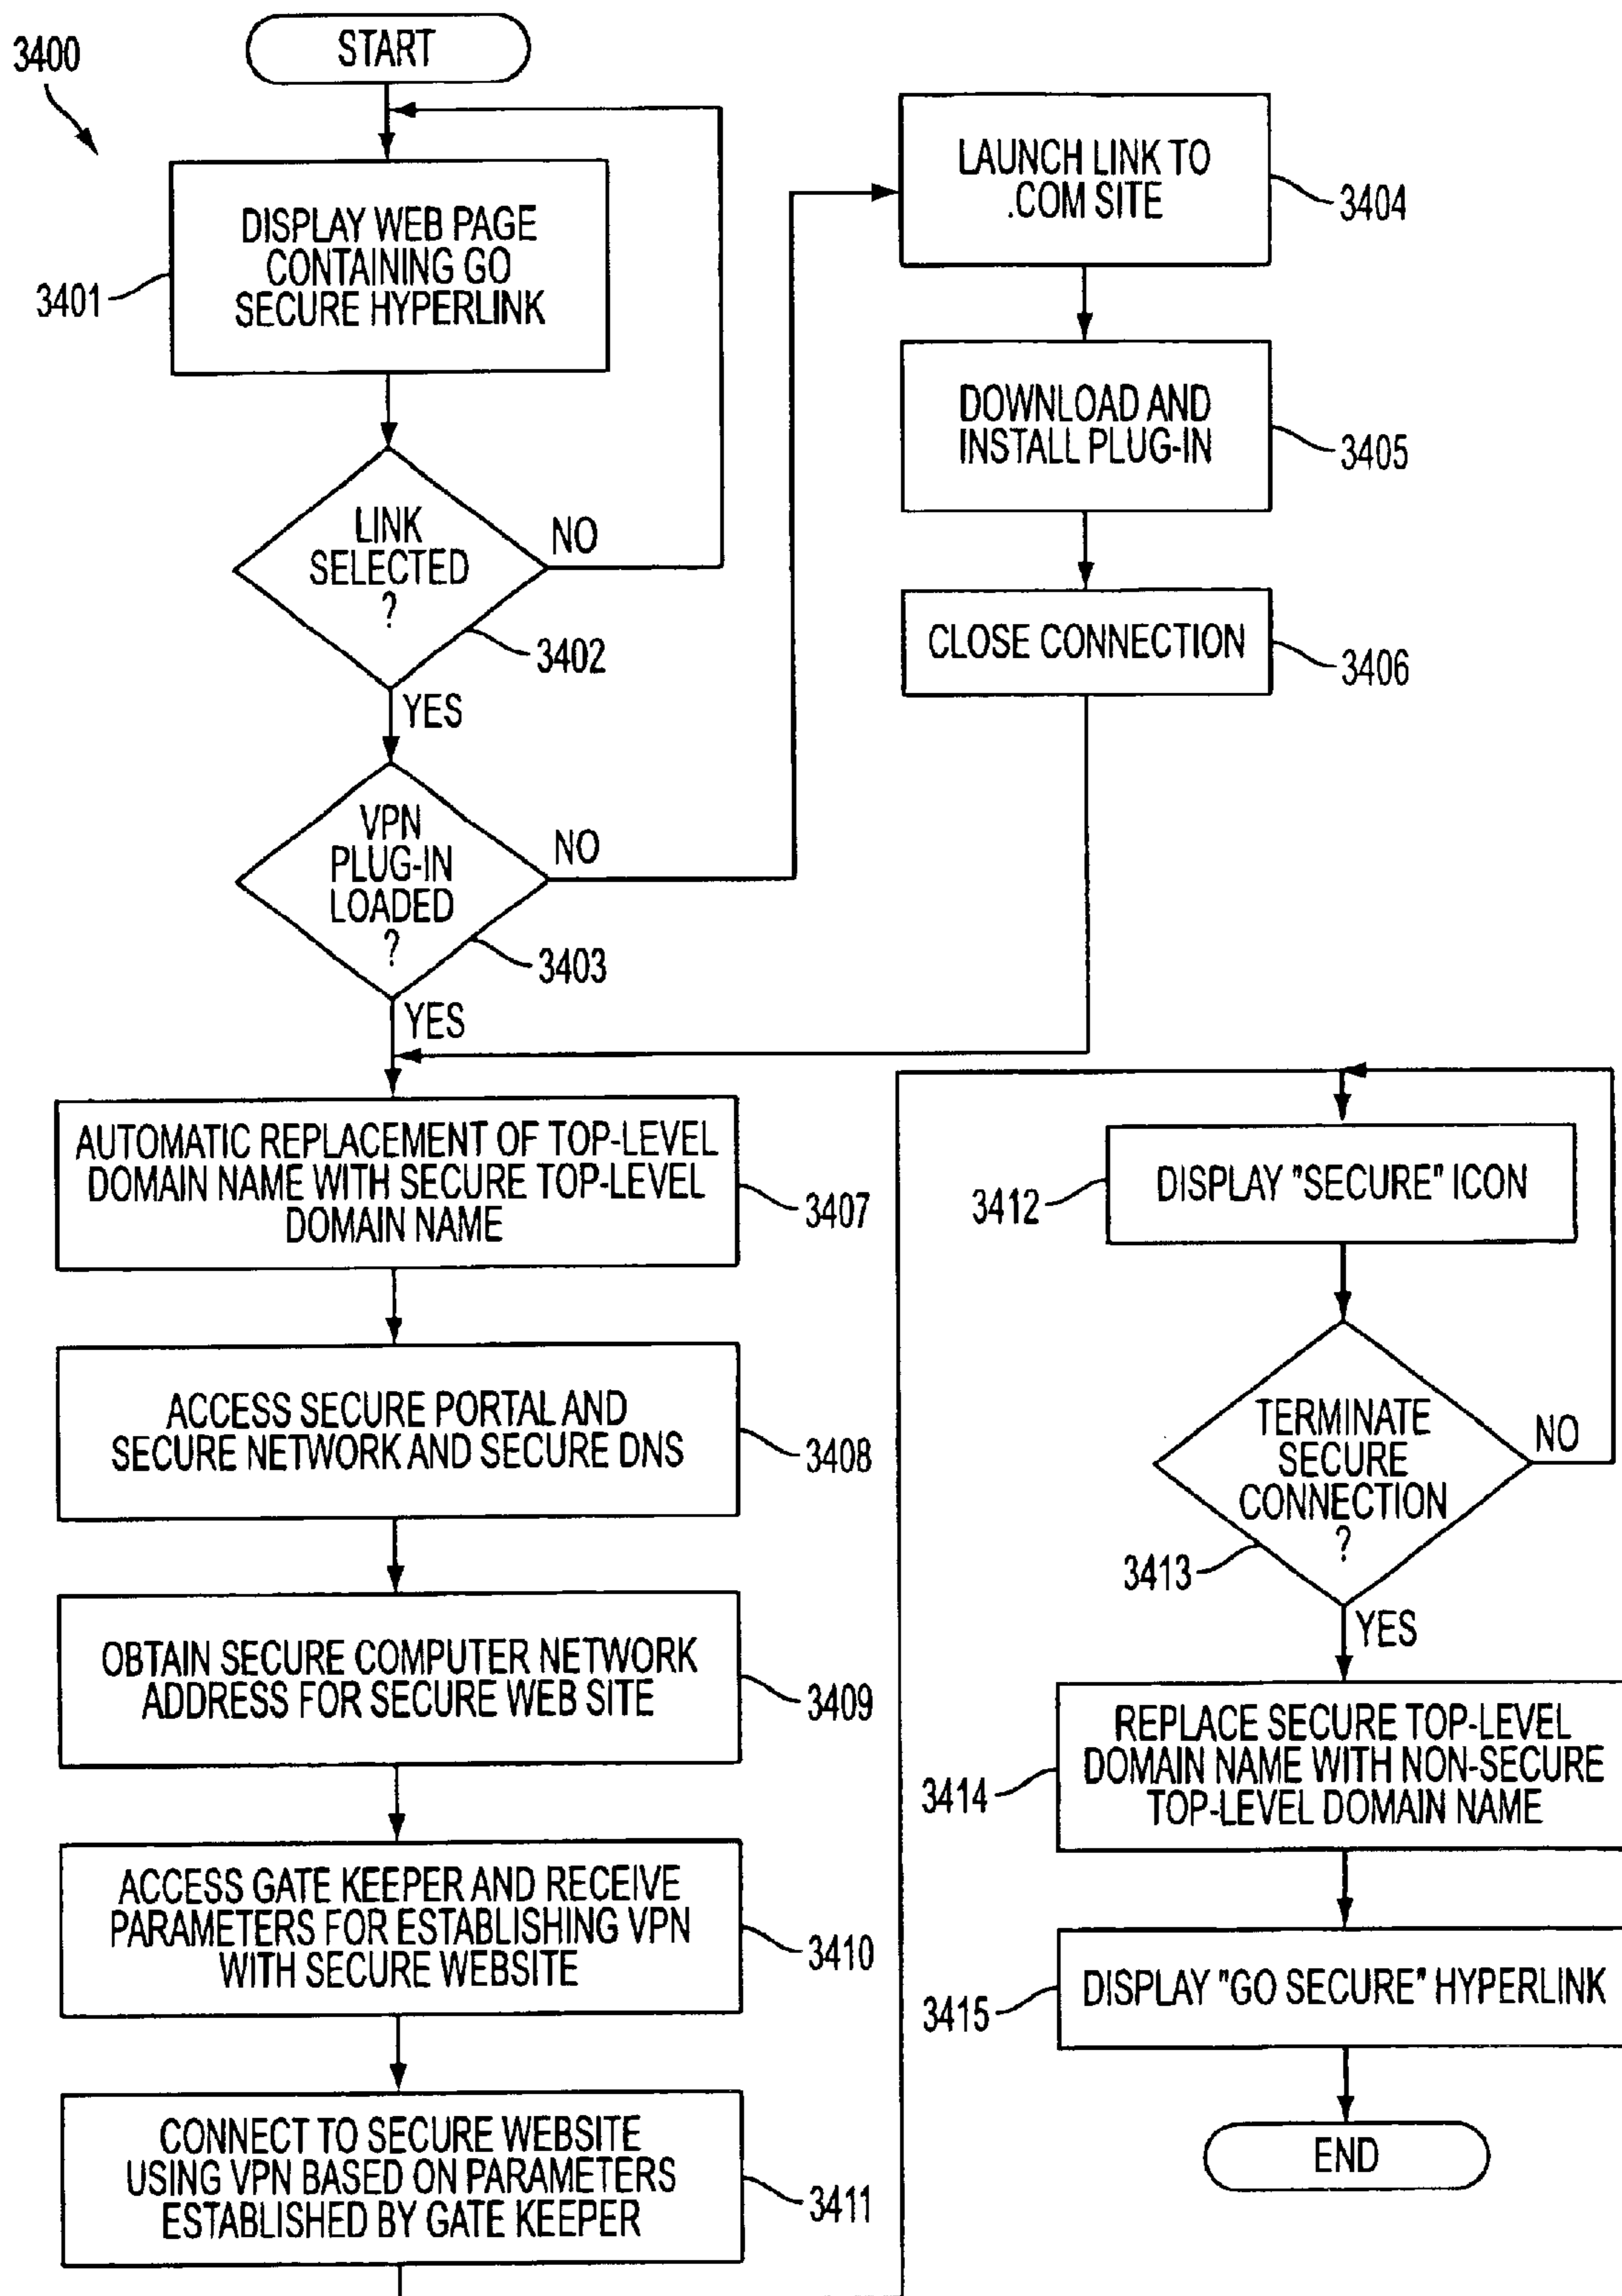 3400
START
DISPLAY WEB PAGE
CONTAINING GO
SECURE HYPERLINK
3401
LINK
SELECTED
?
NO
3402
YES
VPN
PLUG-IN
LOADED
?
NO
3403
YES
LAUNCH LINK TO
.COM SITE
3404
DOWNLOAD AND
INSTALL PLUG-IN
3405
CLOSE CONNECTION
3406
AUTOMATIC REPLACEMENT OF TOP-LEVEL
DOMAIN NAME WITH SECURE TOP-LEVEL
DOMAIN NAME
3407
ACCESS SECURE PORTAL AND
SECURE NETWORK AND SECURE DNS
3408
OBTAIN SECURE COMPUTER NETWORK
ADDRESS FOR SECURE WEB SITE
3409
ACCESS GATE KEEPER AND RECEIVE
PARAMETERS FOR ESTABLISHING VPN
WITH SECURE WEBSITE
3410
CONNECT TO SECURE WEBSITE
USING VPN BASED ON PARAMETERS
ESTABLISHED BY GATE KEEPER
3411
DISPLAY "SECURE" ICON
3412
TERMINATE
SECURE
CONNECTION
?
NO
3413
YES
REPLACE SECURE TOP-LEVEL
DOMAIN NAME WITH NON-SECURE
TOP-LEVEL DOMAIN NAME
3414
DISPLAY "GO SECURE" HYPERLINK
3415
END